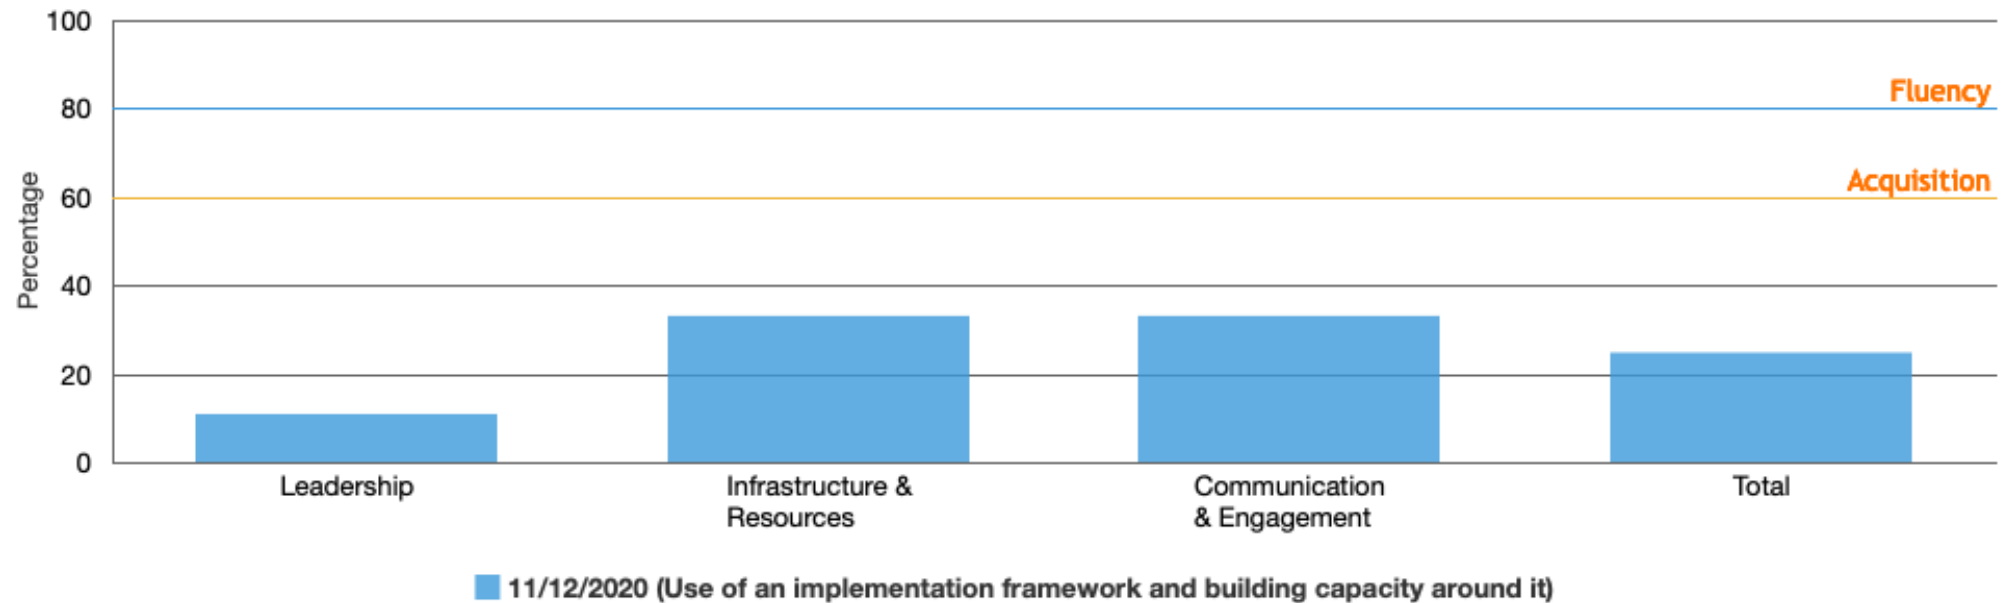 100
Fluency
80
Acquisition
60
Percentage
40
20
0
Leadership
Infrastructure &
Resources
Communication
& Engagement
Total
11/12/2020 (Use of an implementation framework and building capacity around it)